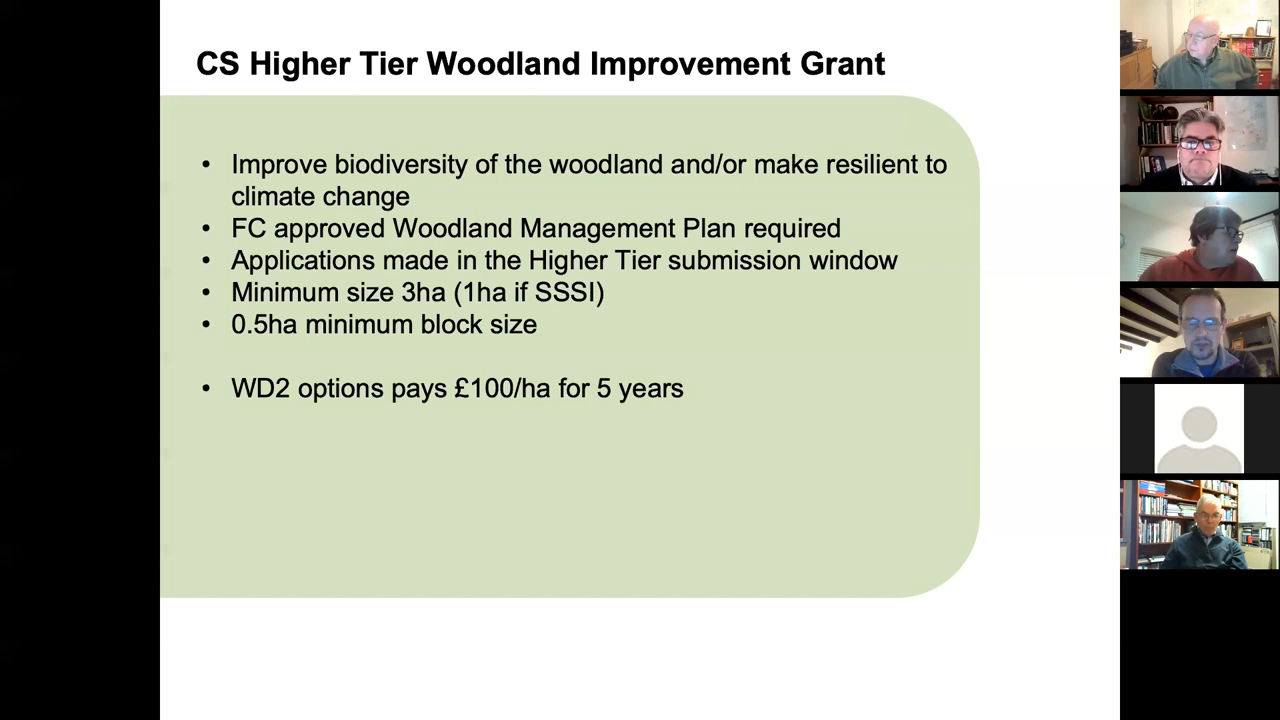 CS Higher Tier Woodland Improvement Grant
• Improve biodiversity of the woodland and/or make resilient to
climate change
• FC approved Woodland Management Plan required
• Applications made in the Higher Tier submission window
• Minimum size 3ha (1ha if SSSI)
• 0.5ha minimum block size
• WD2 options pays £100/ha for 5 years